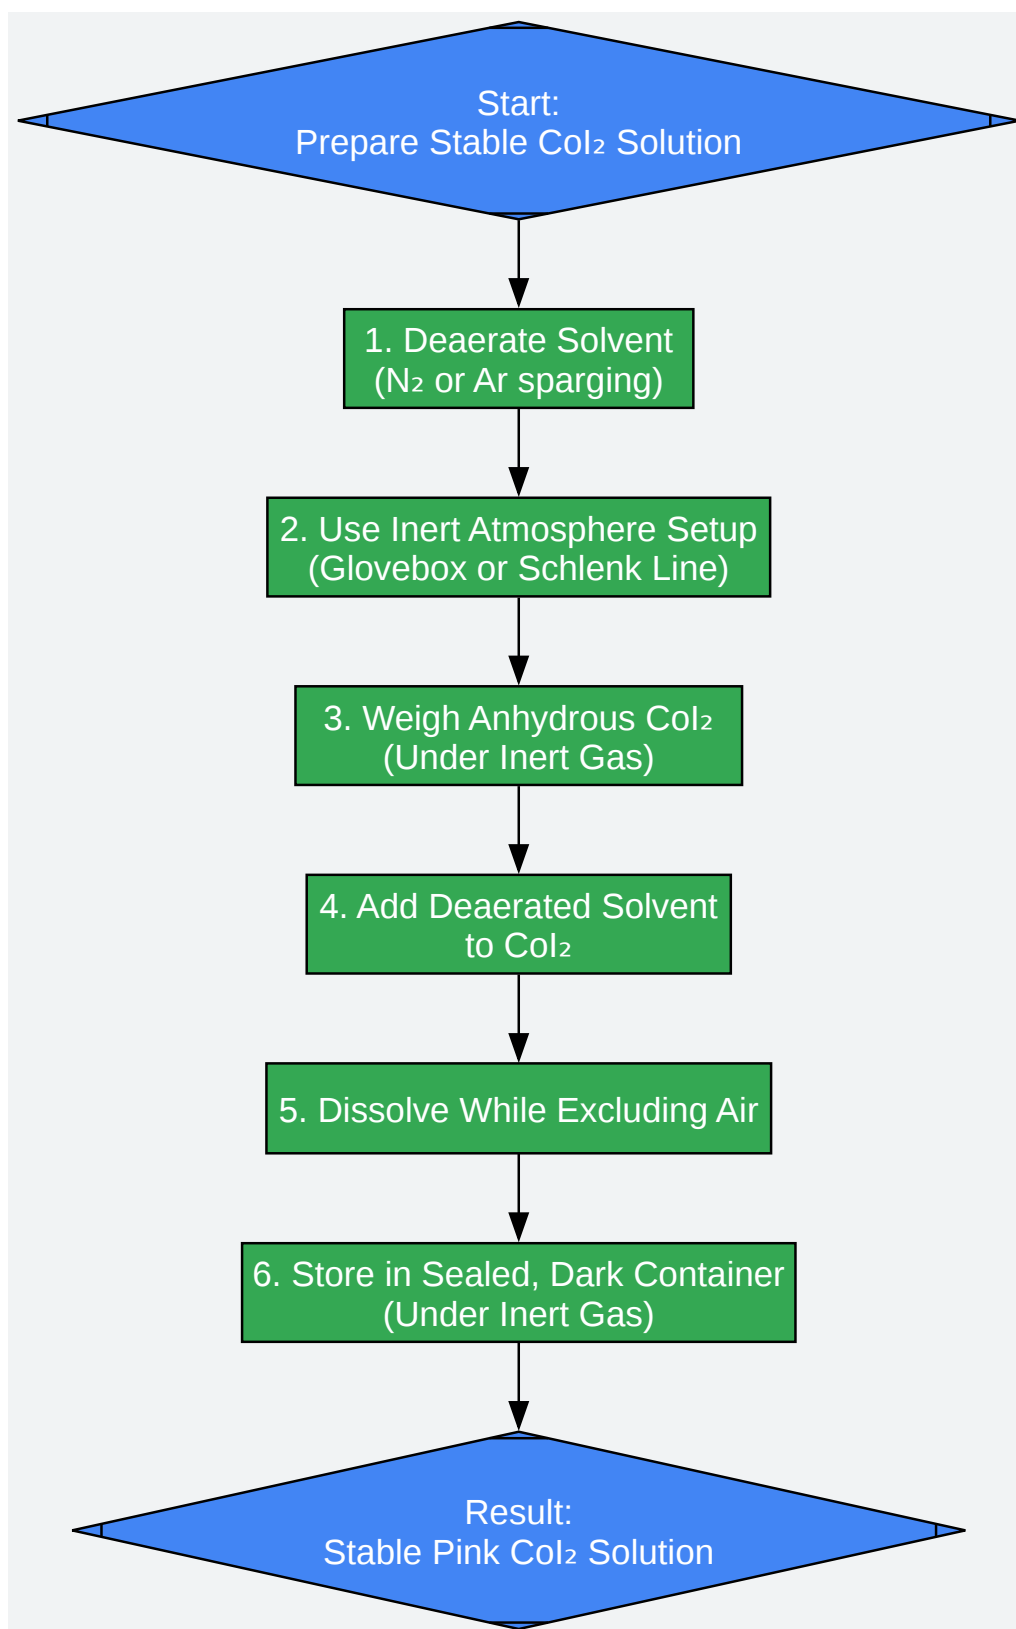 Start:
Prepare Stable CoI₂ Solution
1. Deaerate Solvent
(N₂ or Ar sparging)
2. Use Inert Atmosphere Setup
(Glovebox or Schlenk Line)
3. Weigh Anhydrous CoI₂
(Under Inert Gas)
4. Add Deaerated Solvent
to CoI₂
5. Dissolve While Excluding Air
6. Store in Sealed, Dark Container
(Under Inert Gas)
Result:
Stable Pink CoI₂ Solution